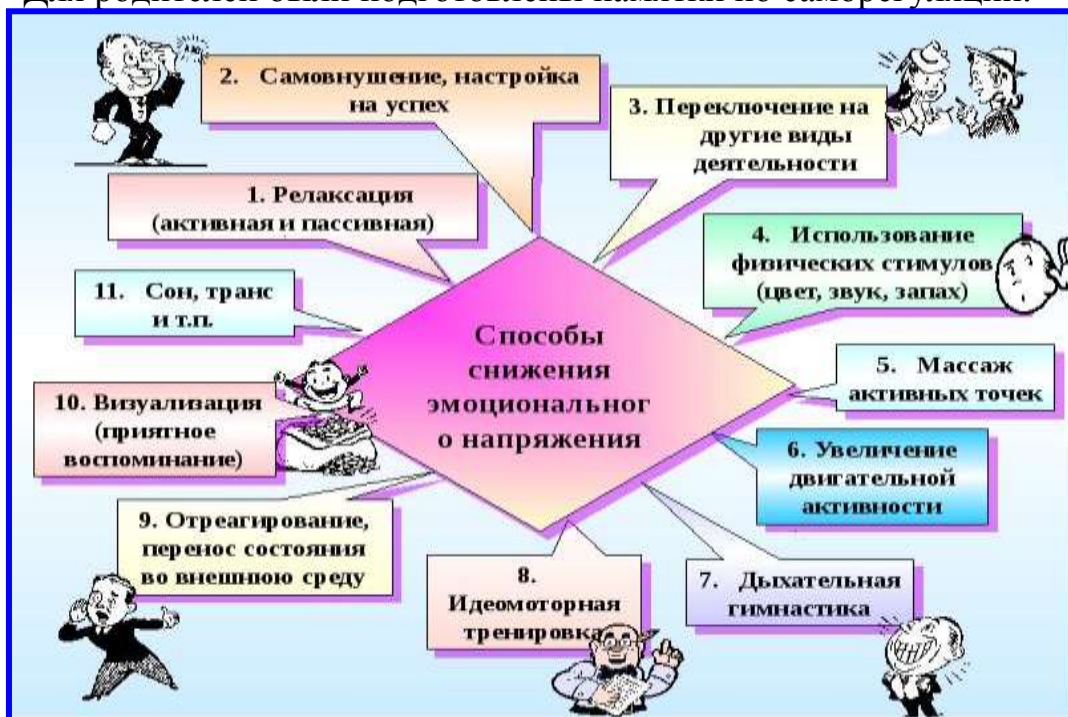 Для родителей были подготовлены памятки по саморегуляции.
2. Самовнушение, настройка
на успех
3. Переключение на
другие виды
деятельности
1. Релаксация
(активная и пассивная)
4. Использование
физических стимулов
(цвет, звук, запах)
11. Сон, транс
и т.п.
Способы
снижения
эмоциональног
о напряжения
5. Массаж
активных точек
10. Визуализация
(приятное
воспоминание)
6. Увеличение
двигательной
активности
9. Отреагирование,
перенос состояния
во внешнюю среду
8.
Идеомоторная
тренировка
7. Дыхательная
гимнастика